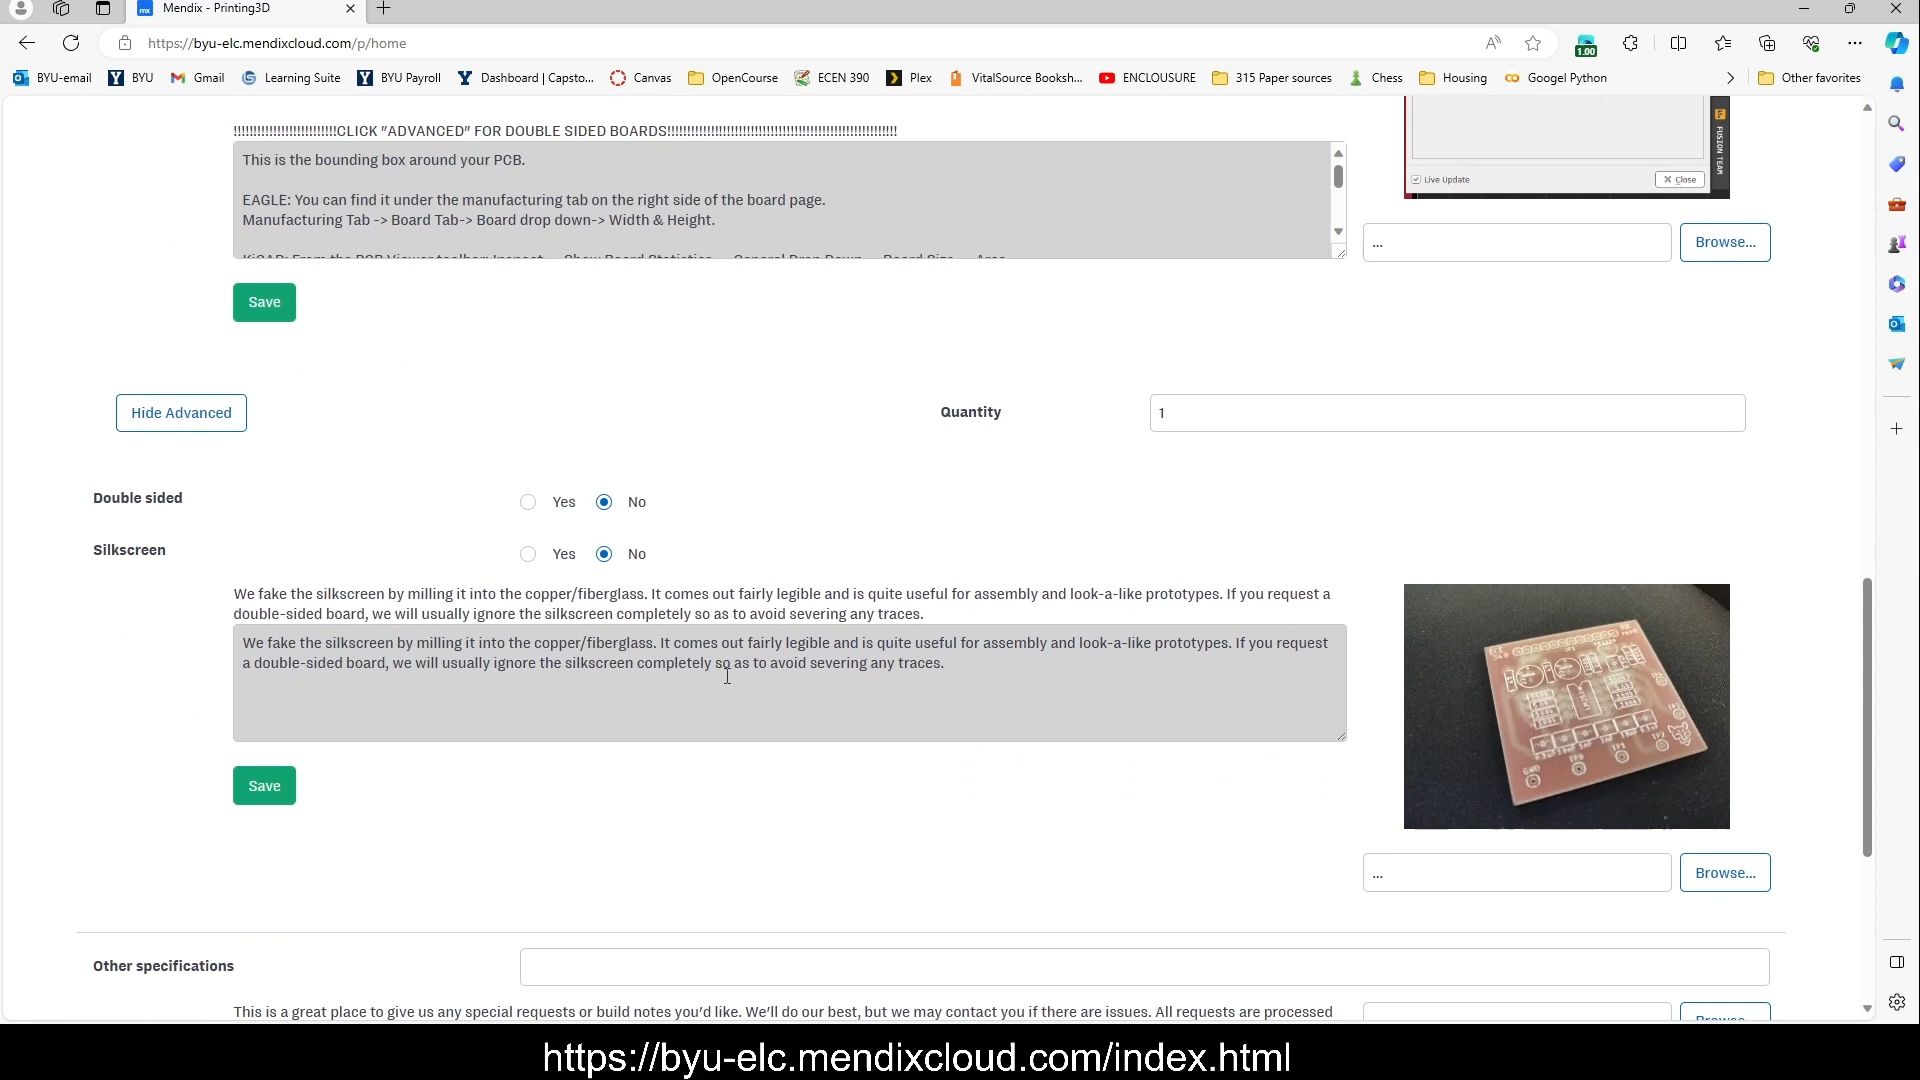 Mendix - Printing3D
https://byu-elc.mendixcloud.com/p/home
1.00
BYU-email BYU Gmail Learning Suite BYU Payroll Dashboard | Capsto... Canvas OpenCourse ECEN 390 Plex VitalSource Booksh... ENCLOUSURE 315 Paper sources Chess Housing Googel Python Other favorites
!!!!!!!!!!!!!!!!!!!!!!!!!!CLICK "ADVANCED" FOR DOUBLE SIDED BOARDS!!!!!!!!!!!!!!!!!!!!!!!!!!!!!!!!!!!!!!!!!!!!!!!!!!!!!!!!!!
This is the bounding box around your PCB.
EAGLE: You can find it under the manufacturing tab on the right side of the board page.
Manufacturing Tab -> Board Tab-> Board drop down-> Width & Height.
FUSION TEAM
Live Update
Close
... Browse...
Save
Hide Advanced
Quantity 1
Double sided Yes No
Silkscreen Yes No
We fake the silkscreen by milling it into the copper/fiberglass. It comes out fairly legible and is quite useful for assembly and look-a-like prototypes. If you request a
double-sided board, we will usually ignore the silkscreen completely so as to avoid severing any traces.
We fake the silkscreen by milling it into the copper/fiberglass. It comes out fairly legible and is quite useful for assembly and look-a-like prototypes. If you request
a double-sided board, we will usually ignore the silkscreen completely so as to avoid severing any traces.
Save
... Browse...
Other specifications
This is a great place to give us any special requests or build notes you'd like. We'll do our best, but we may contact you if there are issues. All requests are processed
https://byu-elc.mendixcloud.com/index.html